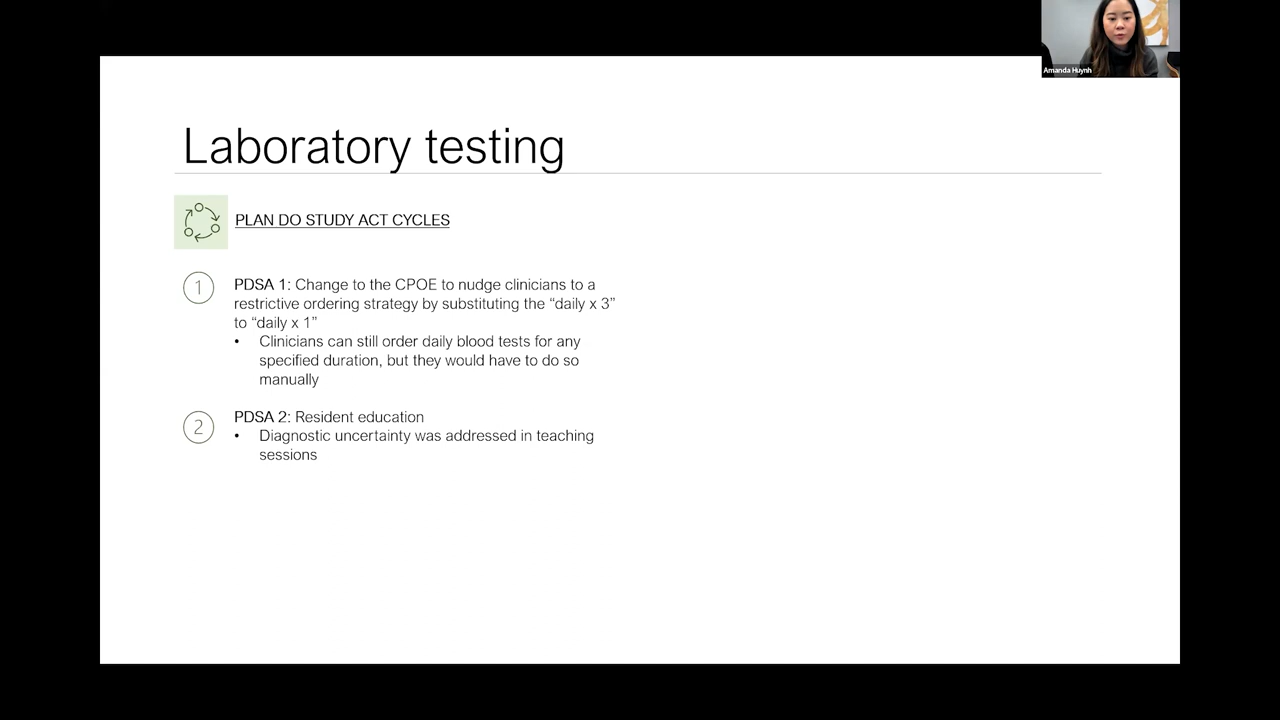 Amanda Huynh
Laboratory testing
PLAN DO STUDY ACT CYCLES
1
PDSA 1: Change to the CPOE to nudge clinicians to a
restrictive ordering strategy by substituting the “daily x 3”
to “daily x 1”
• Clinicians can still order daily blood tests for any
specified duration, but they would have to do so
manually
2
PDSA 2: Resident education
• Diagnostic uncertainty was addressed in teaching
sessions